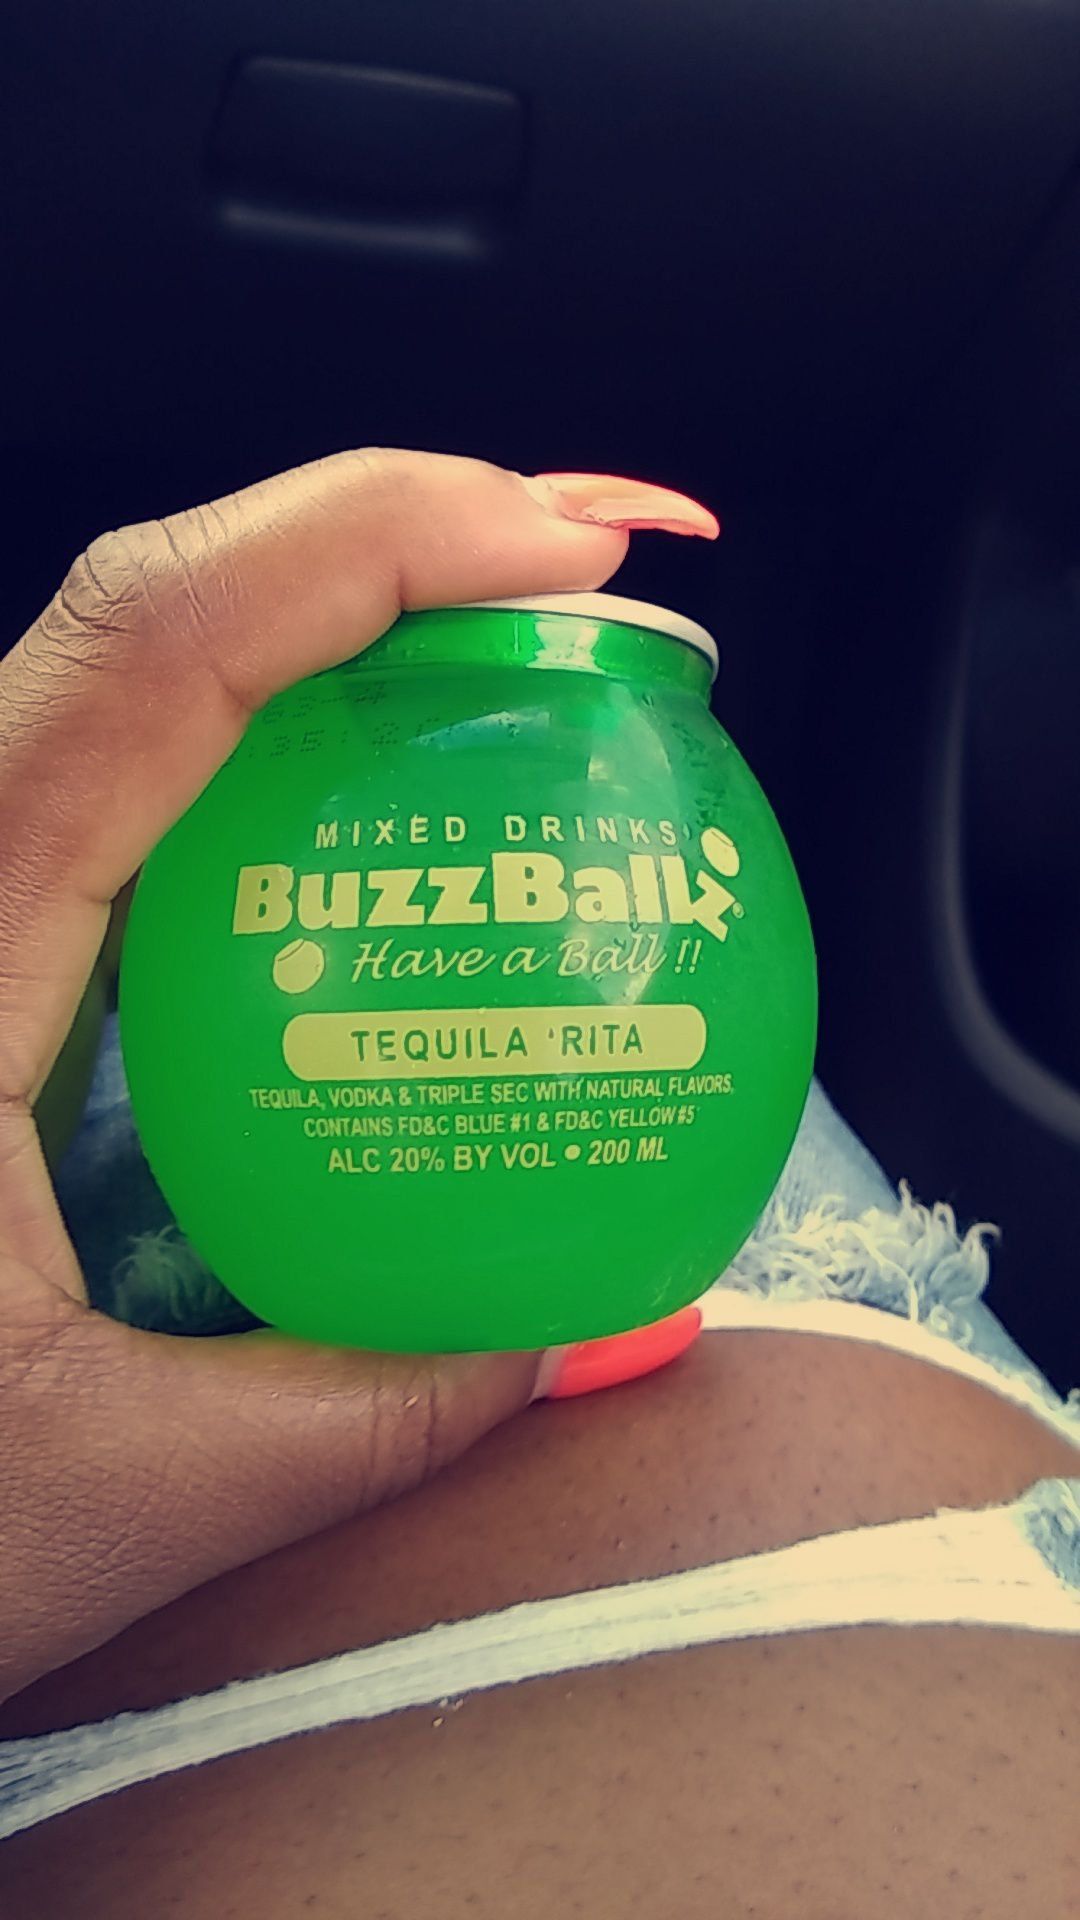 MIXED DRINKS
BuzzBallz®
Have a Ball !!
TEQUILA 'RITA
TEQUILA, VODKA & TRIPLE SEC WITH NATURAL FLAVORS.
CONTAINS FD&C BLUE #1 & FD&C YELLOW #5
ALC 20% BY VOL • 200 ML